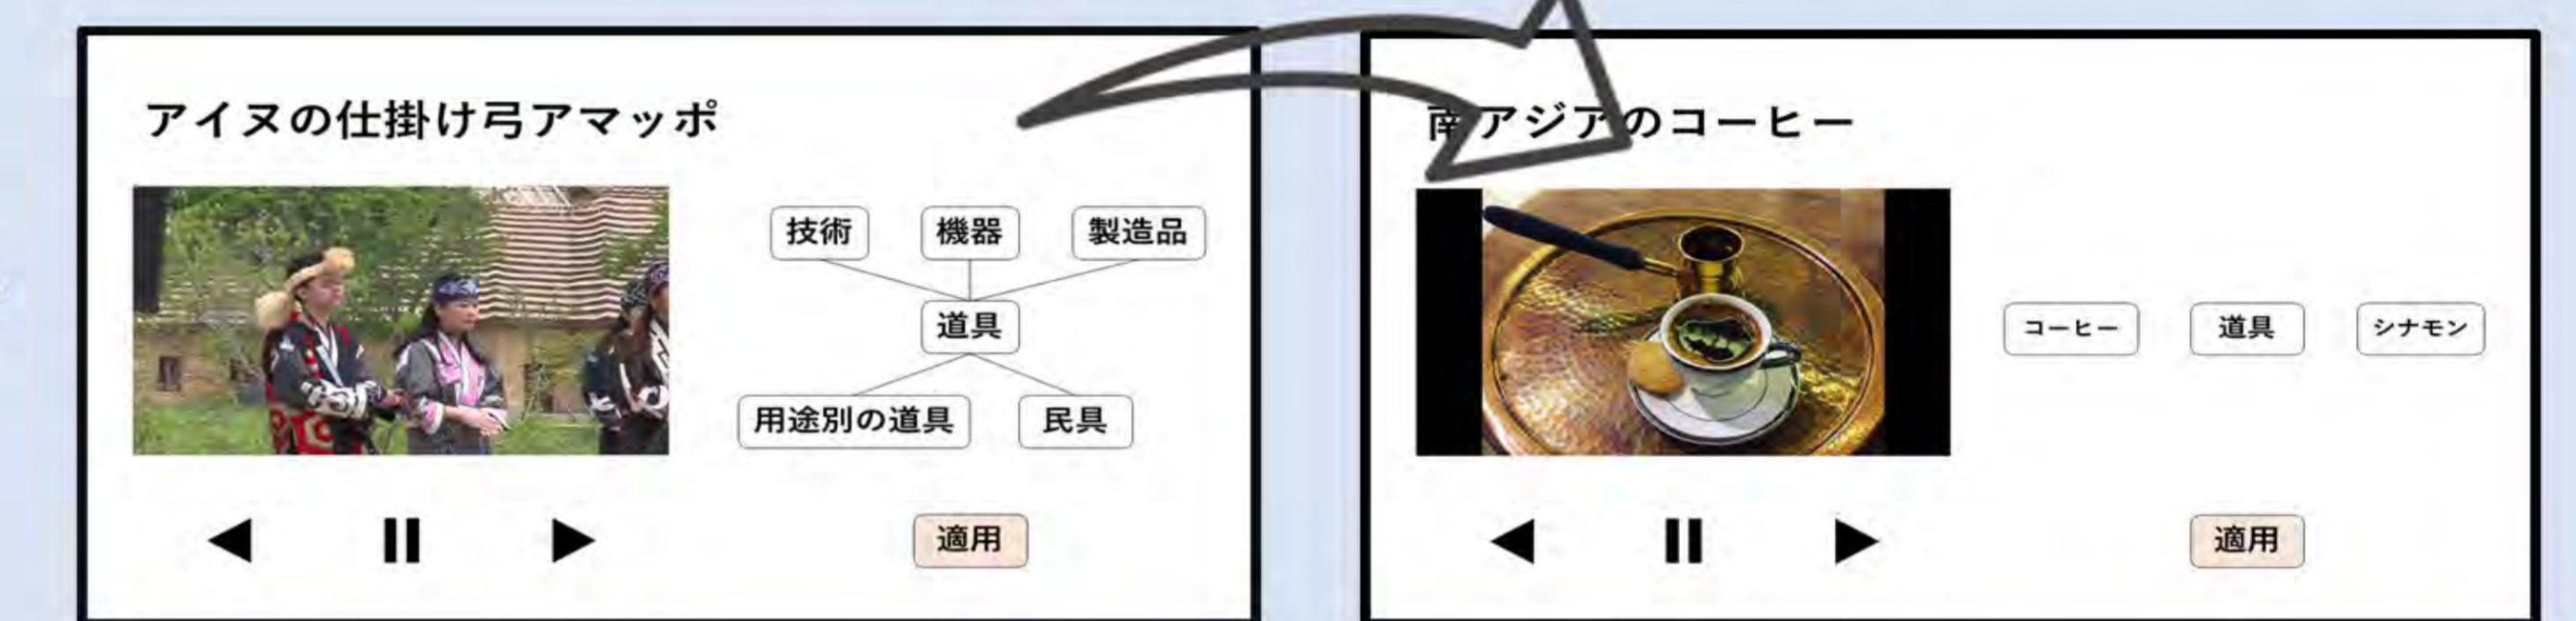 アイヌの仕掛け弓アマッポ
技術
機器
製造品
道具
用途別の道具
民具
適用
南アジアのコーヒー
コーヒー
道具
シナモン
適用